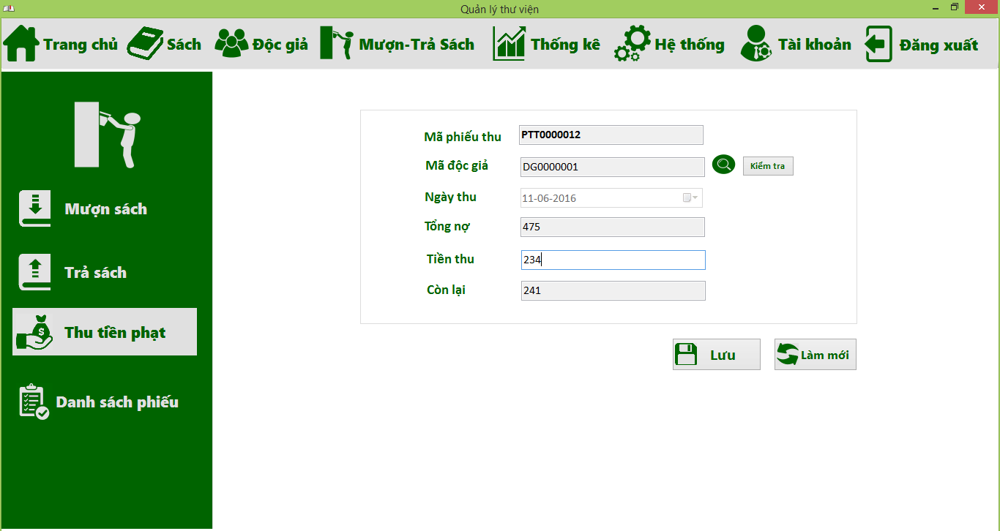 Quản lý thư viện
Trang chủ Sách Độc giả Mượn-Trả Sách Thống kê Hệ thống Tài khoản Đăng xuất
Mượn sách
Trả sách
Thu tiền phạt
Danh sách phiếu
Mã phiếu thu PTT0000012
Mã độc giả DG0000001 Kiểm tra
Ngày thu 11-06-2016
Tổng nợ 475
Tiền thu 234
Còn lại 241
Lưu Làm mới